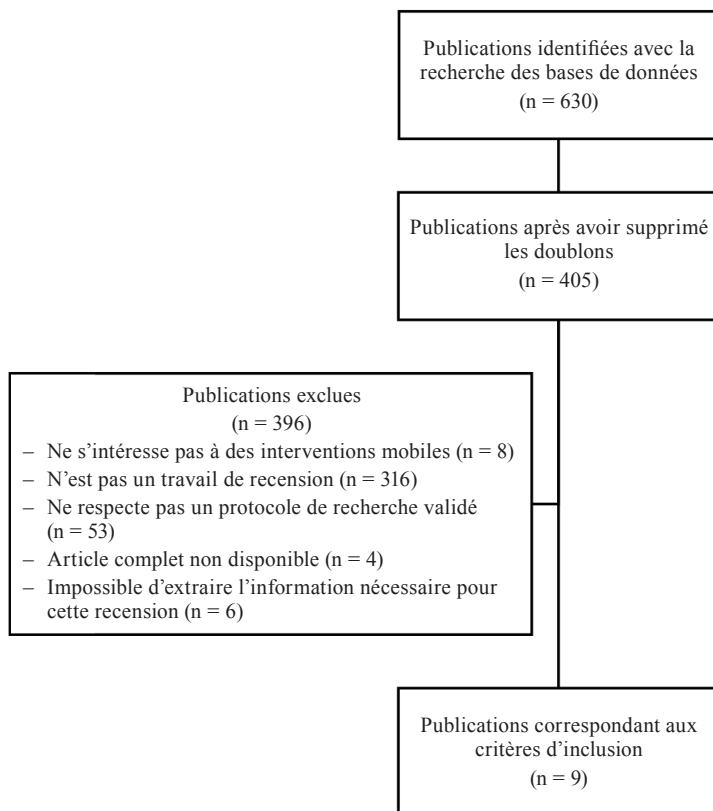 Publications identifiées avec la
recherche des bases de données
(n = 630)
Publications après avoir supprimé
les doublons
(n = 405)
Publications exclues
(n = 396)
– Ne s'intéresse pas à des interventions mobiles (n = 8)
– N'est pas un travail de recension (n = 316)
– Ne respecte pas un protocole de recherche validé
(n = 53)
– Article complet non disponible (n = 4)
– Impossible d'extraire l'information nécessaire pour
cette recension (n = 6)
Publications correspondant aux
critères d'inclusion
(n = 9)